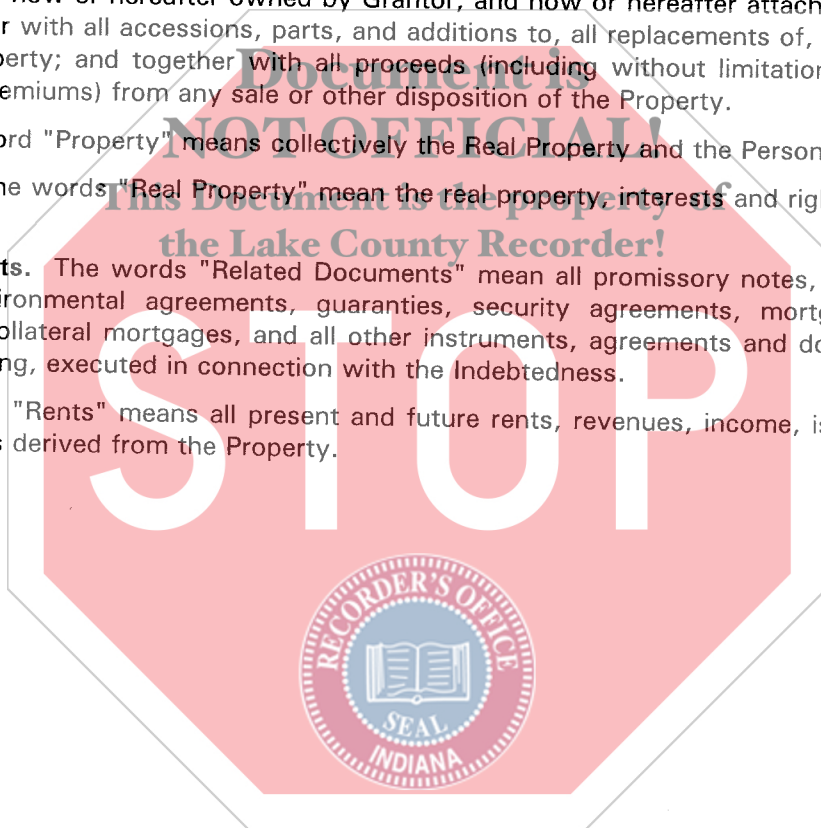 now or hereafter owned by Grantor, and now or hereafter attach
r with all accessions, parts, and additions to, all replacements of,
erty; and together with all proceeds (including without limitation
emiums) from any sale or other disposition of the Property.
Document is
ord "Property" means collectively the Real Property and the Person
NOT OFFICIAL!
he words "Real Property" mean the real property, interests and rig
This Document is the property of
the Lake County Recorder!
ts. The words "Related Documents" mean all promissory notes,
ironmental agreements, guaranties, security agreements, mortg
ollateral mortgages, and all other instruments, agreements and do
ng, executed in connection with the Indebtedness.
"Rents" means all present and future rents, revenues, income, is
s derived from the Property.
STOP
RECORDER'S OFFICE
SEAL
INDIANA